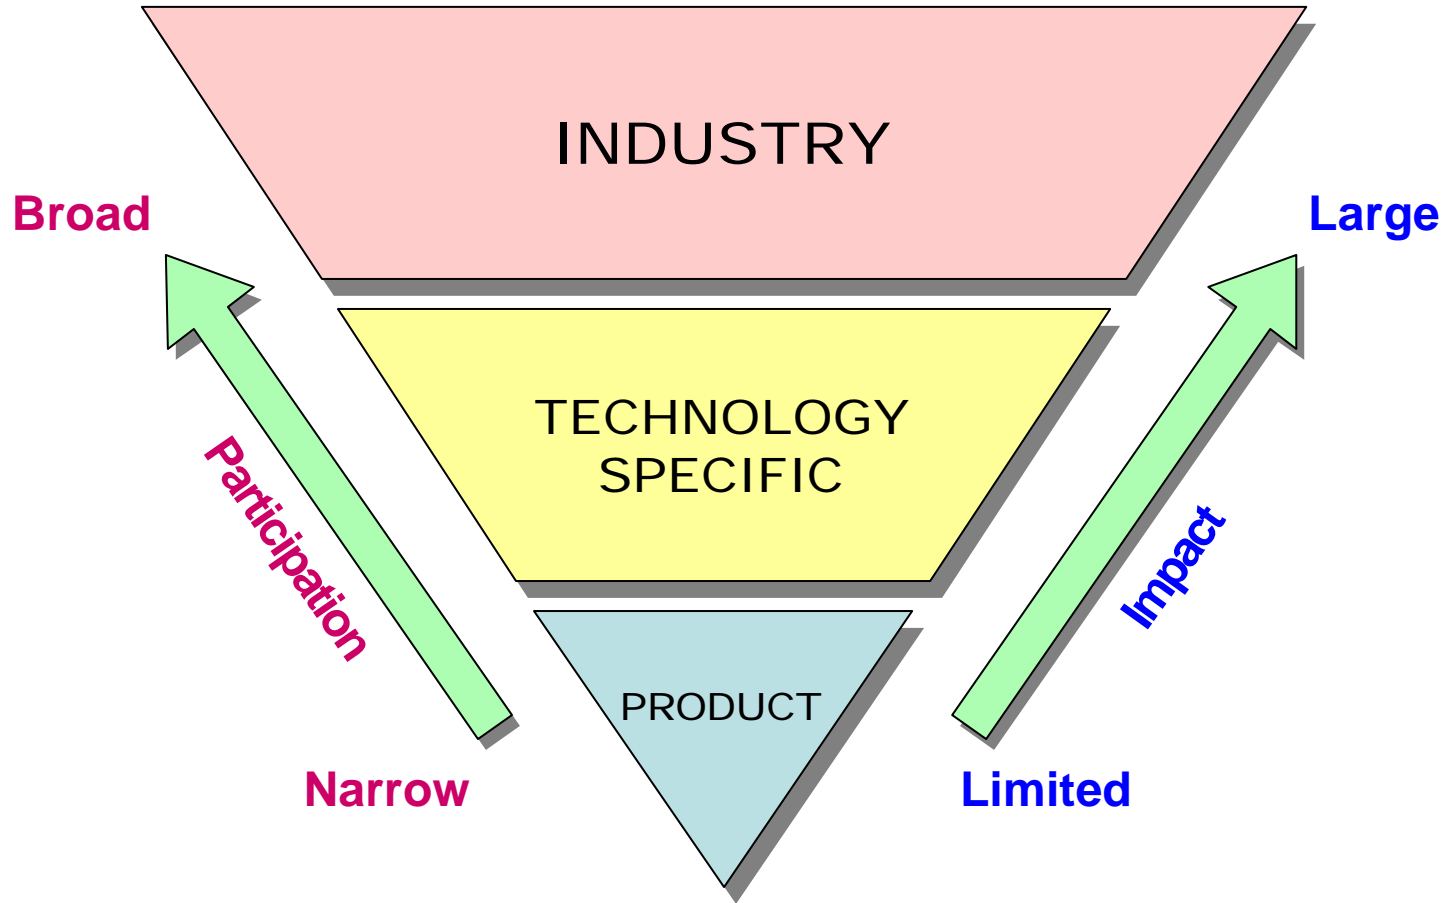 INDUSTRY
Broad
Large
TECHNOLOGY
SPECIFIC
Participation
Impact
PRODUCT
Narrow
Limited